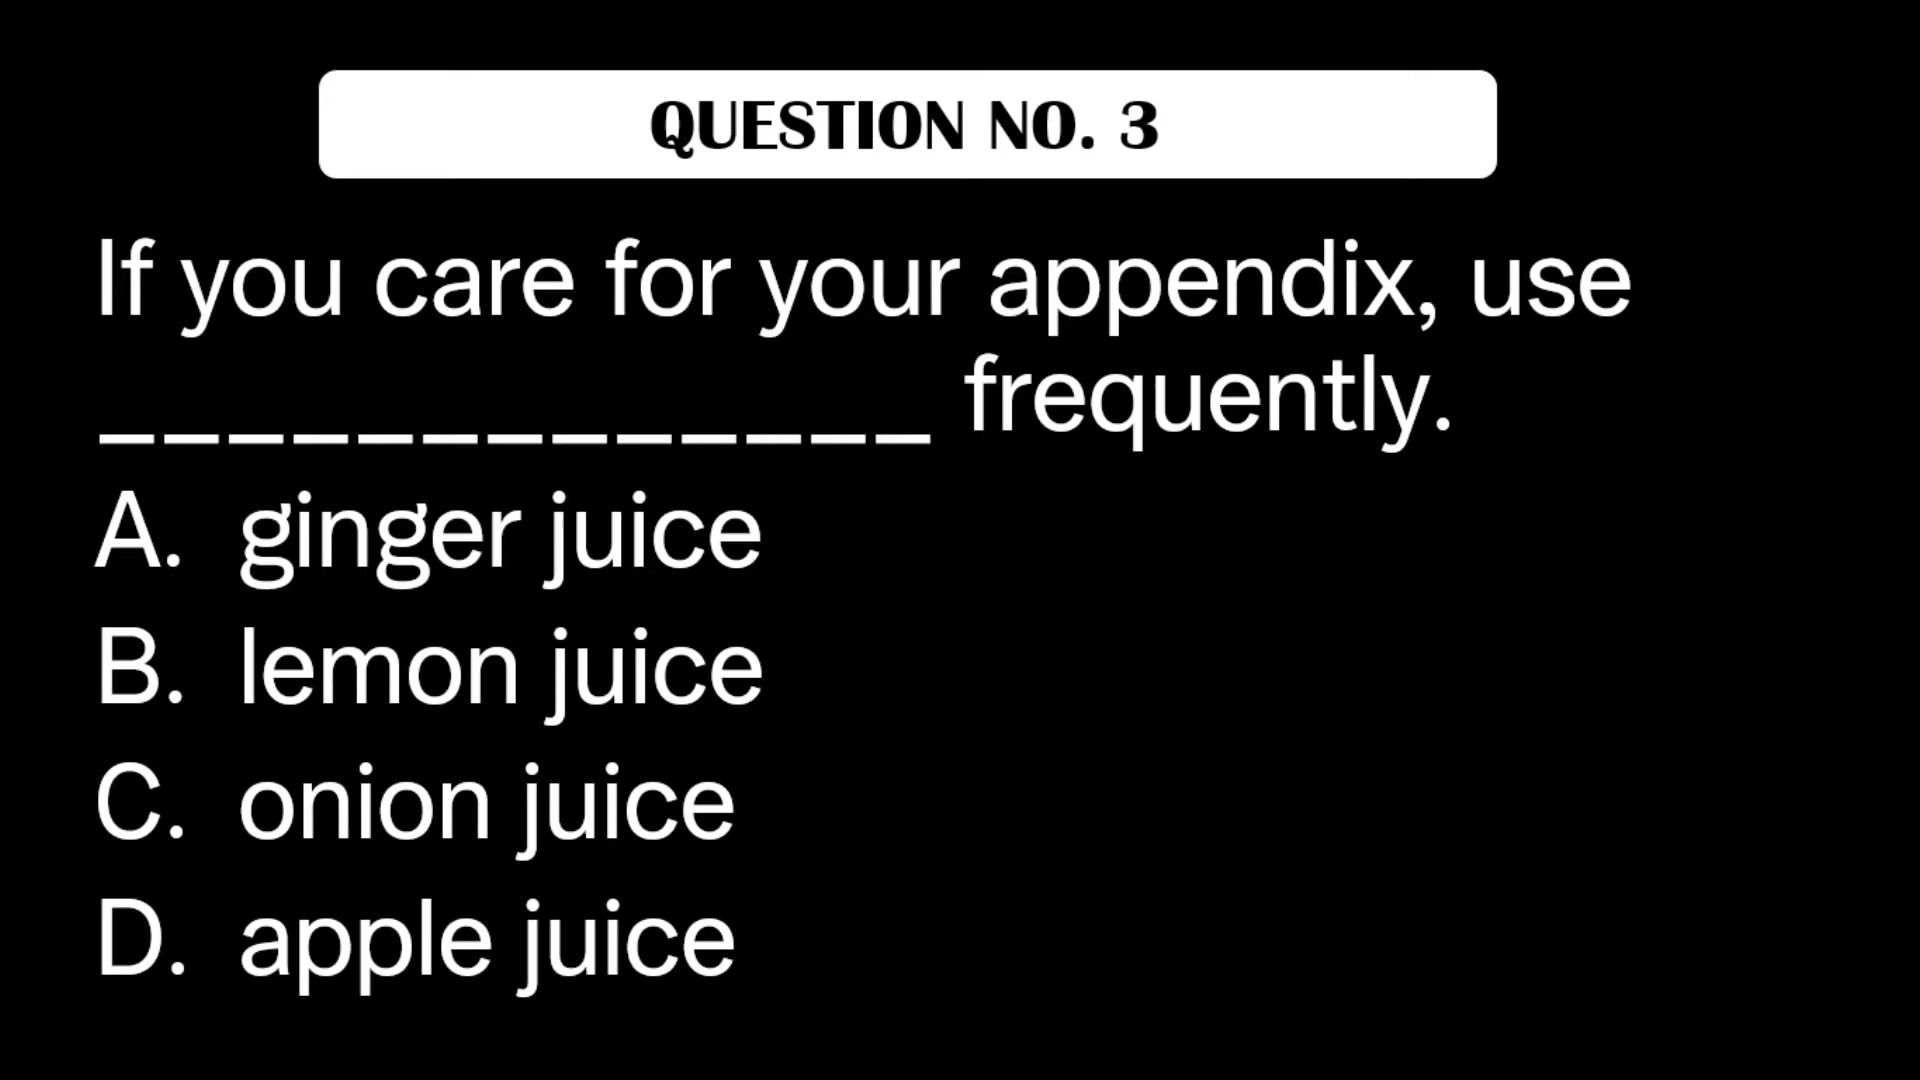 QUESTION NO. 3
If you care for your appendix, use
______________ frequently.
A. ginger juice
B. lemon juice
C. onion juice
D. apple juice